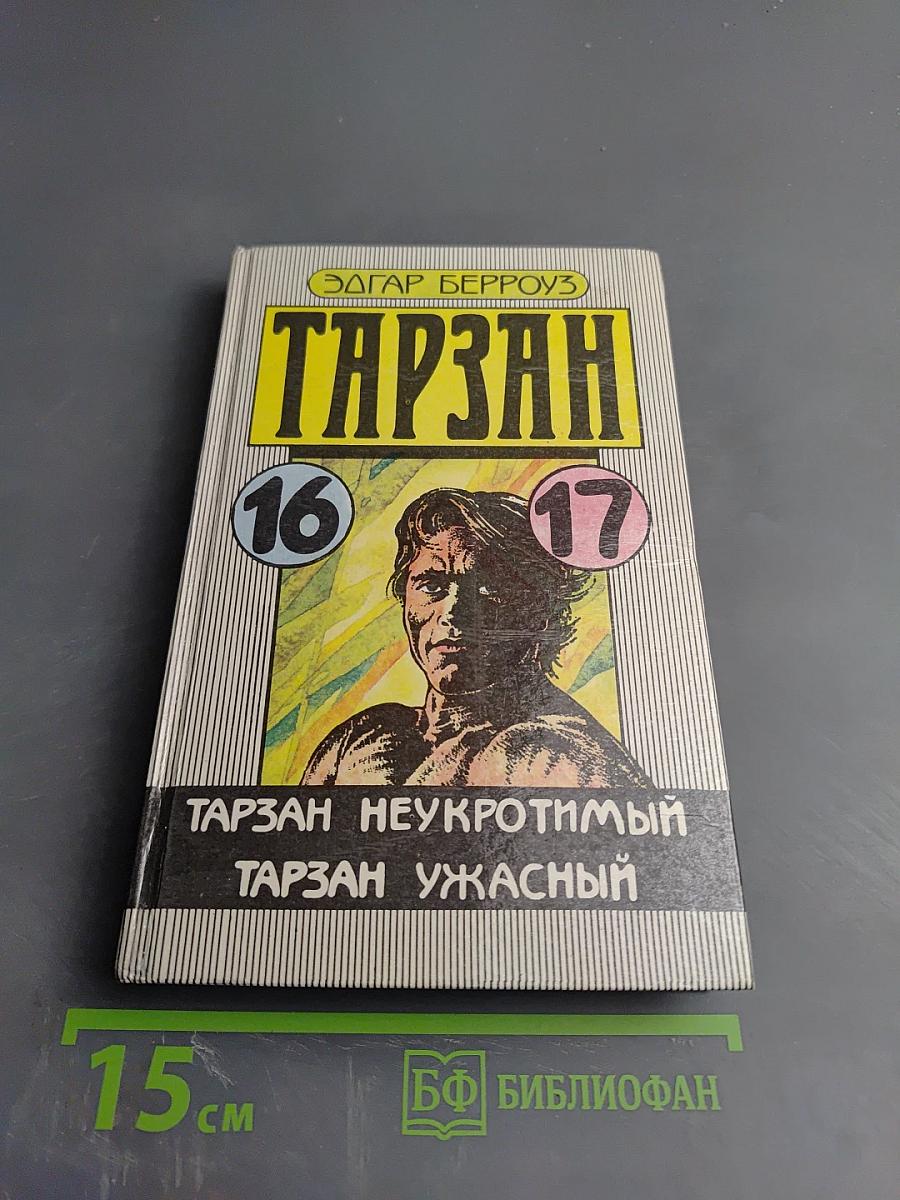 ЭДГАР БЕРРОУЗ
ТАРЗАН
16 17
ТАРЗАН НЕУКРОТИМЫЙ
ТАРЗАН УЖАСНЫЙ
15 см
БФ БИБЛИОФАН